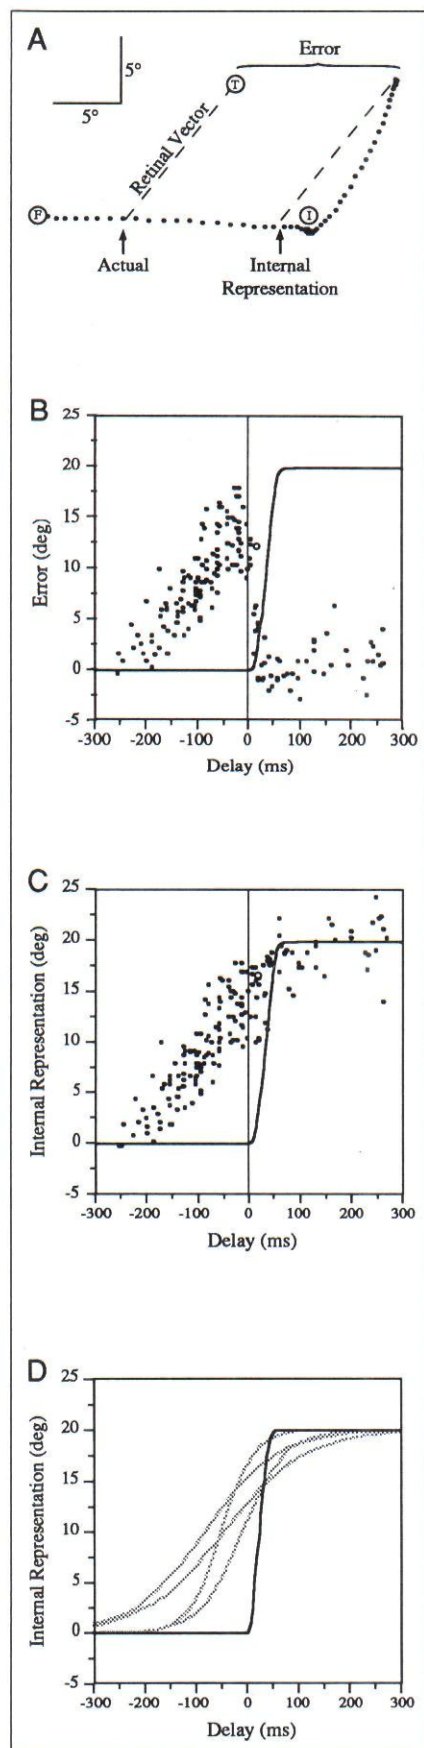 A
5°
5°
Error
T
Retinal Vector
F
I
Actual
Internal
Representation
B
Error (deg)
25
20
15
10
5
0
-5
-300 -200 -100 0 100 200 300
Delay (ms)
C
Internal Representation (deg)
25
20
15
10
5
0
-5
-300 -200 -100 0 100 200 300
Delay (ms)
D
Internal Representation (deg)
25
20
15
10
5
0
-5
-300 -200 -100 0 100 200 300
Delay (ms)